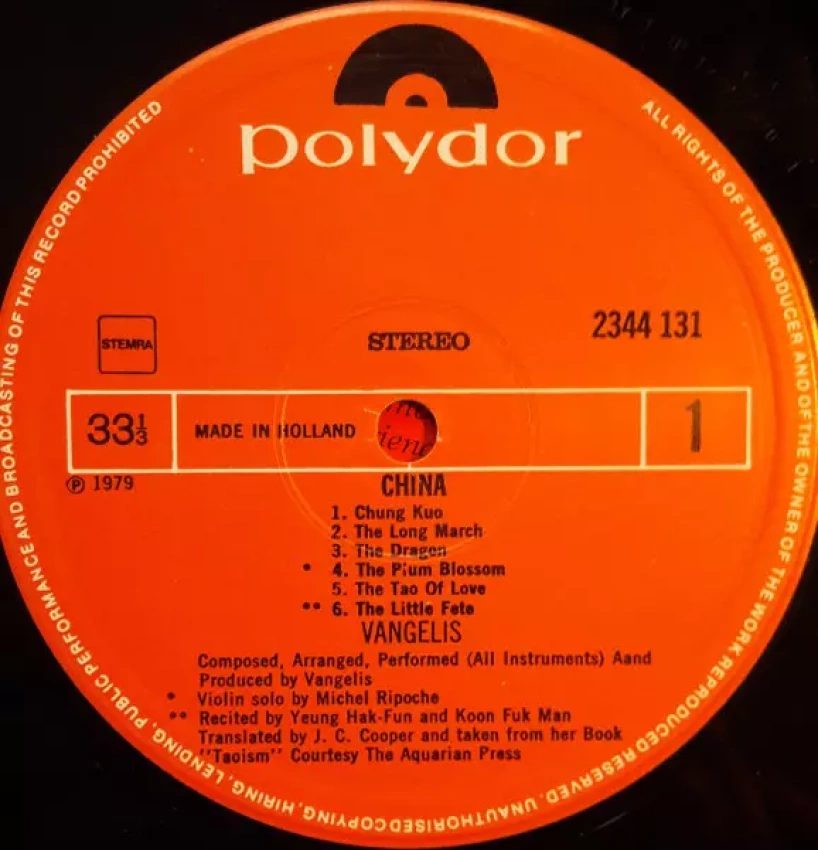 polydor
PUBLIC PERFORMANCE AND BROADCASTING OF THIS RECORD PROHIBITED
ALL RIGHTS OF THE PRODUCER AND OF THE OWNER OF THE WORK REPRODUCED RESERVED. UNAUTHORISED COPYING, HIRING, LENDING,
STEMRA
STEREO
2344 131
33 1/3
MADE IN HOLLAND
1
℗ 1979
CHINA
1. Chung Kuo
2. The Long March
3. The Dragon
* 4. The Plum Blossom
5. The Tao Of Love
** 6. The Little Fete
VANGELIS
Composed, Arranged, Performed (All Instruments) Aand
Produced by Vangelis
* Violin solo by Michel Ripoche
** Recited by Yeung Hak-Fun and Koon Fuk Man
Translated by J. C. Cooper and taken from her Book
"Taoism" Courtesy The Aquarian Press